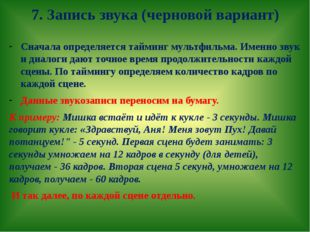 7. Запись звука (черновой вариант)
- Сначала определяется тайминг мультфильма. Именно звук
и диалоги дают точное время продолжительности каждой
сцены. По таймингу определяем количество кадров по
каждой сцене.
- Данные звукозаписи переносим на бумагу.
К примеру: Мишка встаёт и идёт к кукле - 3 секунды. Мишка
говорит кукле: «Здравствуй, Аня! Меня зовут Пух! Давай
потанцуем!" - 5 секунд. Первая сцена будет занимать: 3
секунды умножаем на 12 кадров в секунду (для детей),
получаем - 36 кадров. Вторая сцена 5 секунд, умножаем на 12
кадров, получаем - 60 кадров.
И так далее, по каждой сцене отдельно.